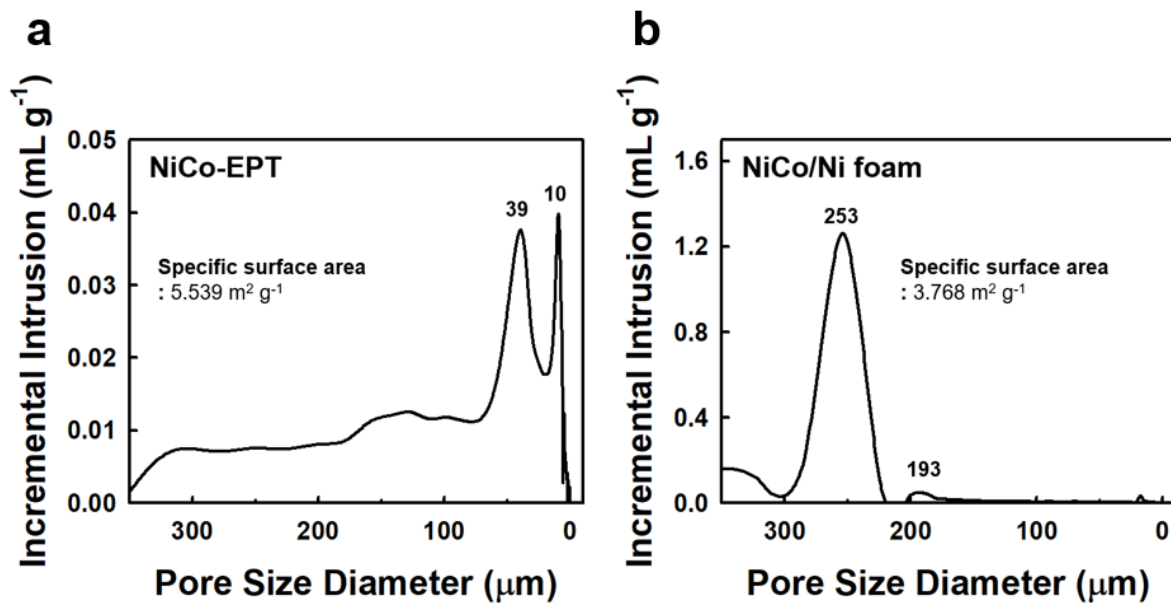 a
Incremental Intrusion (mL g⁻¹)
0.05
0.04
0.03
0.02
0.01
0.00
NiCo-EPT
39
10
Specific surface area
: 5.539 m² g⁻¹
300
200
100
0
Pore Size Diameter (μm)
b
Incremental Intrusion (mL g⁻¹)
1.6
1.2
0.8
0.4
0.0
NiCo/Ni foam
253
Specific surface area
: 3.768 m² g⁻¹
193
300
200
100
0
Pore Size Diameter (μm)